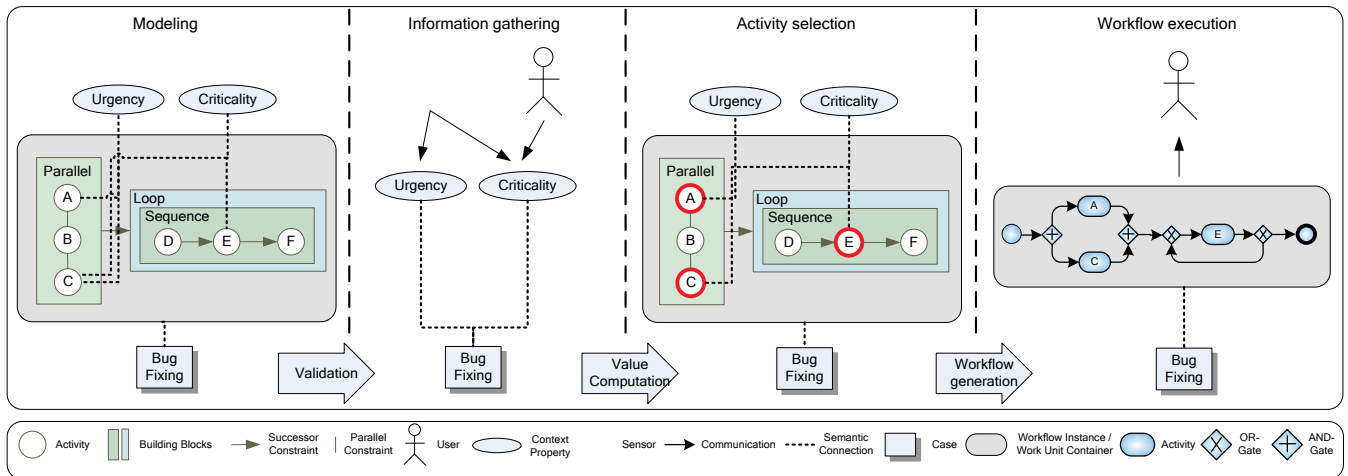 Modeling
Information gathering
Activity selection
Workflow execution
Urgency
Criticality
Parallel
A
B
C
Loop
Sequence
D
E
F
Bug
Fixing
Validation
Urgency
Criticality
Bug
Fixing
Value
Computation
Urgency
Criticality
Parallel
A
B
C
Loop
Sequence
D
E
F
Bug
Fixing
Workflow
generation
A
C
E
Bug
Fixing
Activity
Building Blocks
Successor
Constraint
Parallel
Constraint
User
Context
Property
Sensor
Communication
Semantic
Connection
Case
Workflow Instance /
Work Unit Container
Activity
OR-
Gate
AND-
Gate